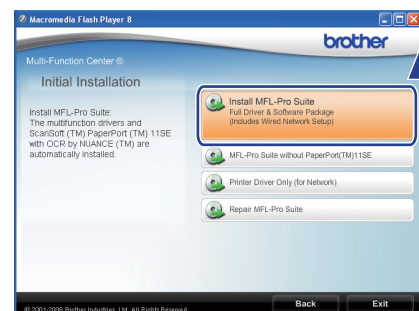 Macromedia Flash Player 8
brother
Multi-Function Center ®
Initial Installation
Install MFL-Pro Suite:
The multifunction drivers and
ScanSoft (TM) PaperPort (TM) 11SE
with OCR by NUANCE (TM) are
automatically installed.
Install MFL-Pro Suite
Full Driver & Software Package
(Includes Wired Network Setup)
MFL-Pro Suite without PaperPort(TM)11SE
Printer Driver Only (for Network)
Repair MFL-Pro Suite
© 2001-2008 Brother Industries, Ltd. All Rights Reserved.
Back
Exit